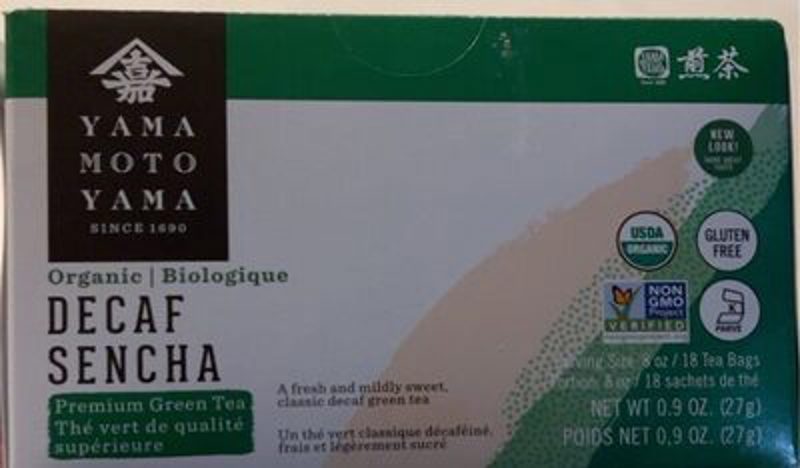 嘉
YAMA
MOTO
YAMA
SINCE 1690
煎茶
NEW
LOOK!
Organic | Biologique
DECAF
SENCHA
Premium Green Tea
Thé vert de qualité
supérieure
A fresh and mildly sweet,
classic decaf green tea
Un thé vert classique décaféiné,
frais et légèrement sucré
USDA
ORGANIC
GLUTEN
FREE
NON
GMO
Project
VERIFIED
K
PARVE
Size: 8 oz / 18 Tea Bags
8 oz / 18 sachets de thé
NET WT 0.9 OZ. (27g)
POIDS NET 0,9 OZ. (27g)